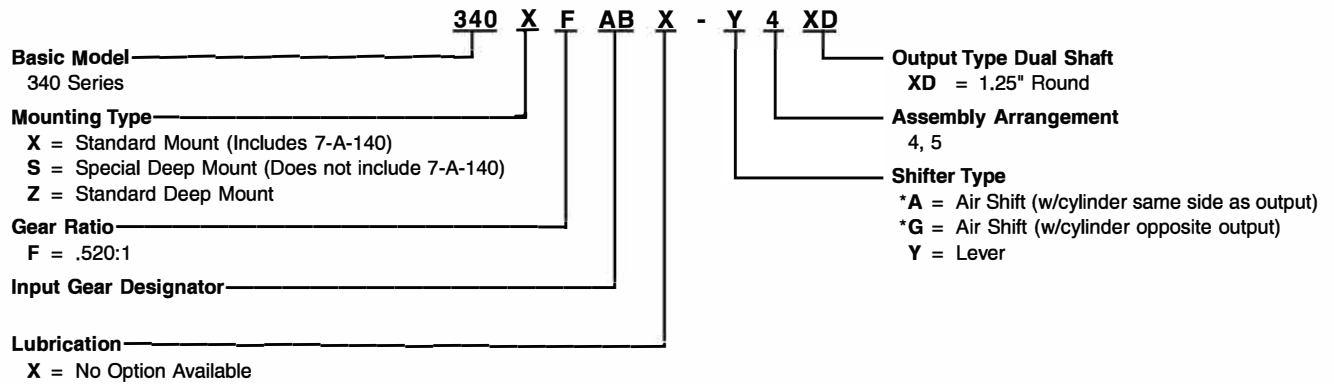 340 X F AB X - Y 4 XD
Basic Model
340 Series
Mounting Type
X = Standard Mount (Includes 7-A-140)
S = Special Deep Mount (Does not include 7-A-140)
Z = Standard Deep Mount
Gear Ratio
F = .520:1
Input Gear Designator
Lubrication
X = No Option Available
Output Type Dual Shaft
XD = 1.25" Round
Assembly Arrangement
4, 5
Shifter Type
*A = Air Shift (w/cylinder same side as output)
*G = Air Shift (w/cylinder opposite output)
Y = Lever